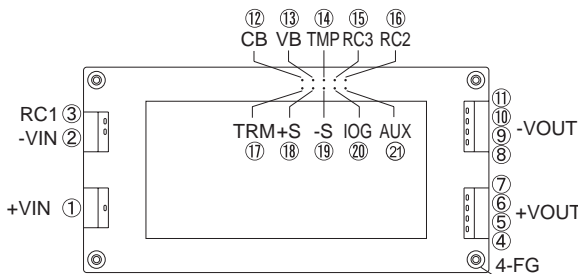 ⑫ ⑬ ⑭ ⑮ ⑯
CB VB TMP RC3 RC2
RC1 ③
-VIN ②
+VIN ①
TRM +S -S IOG AUX
⑰ ⑱ ⑲ ⑳ ㉑
⑪
⑩
⑨
⑧
-VOUT
⑦
⑥
⑤
④
+VOUT
4-FG